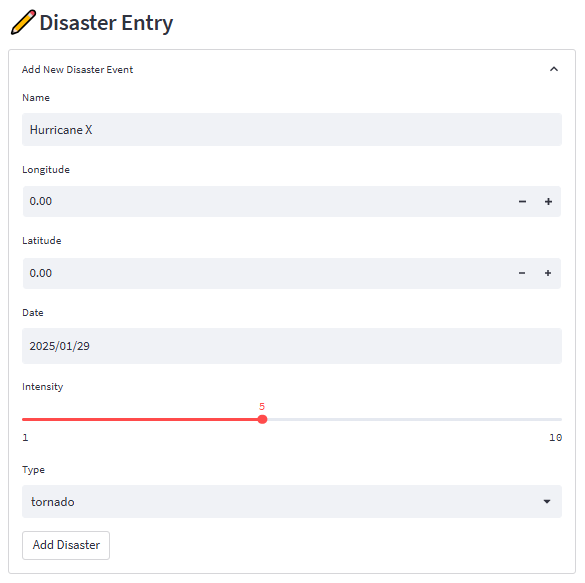 Disaster Entry
Add New Disaster Event
Name
Hurricane X
Longitude
0.00 − +
Latitude
0.00 − +
Date
2025/01/29
Intensity
5
1 10
Type
tornado
Add Disaster